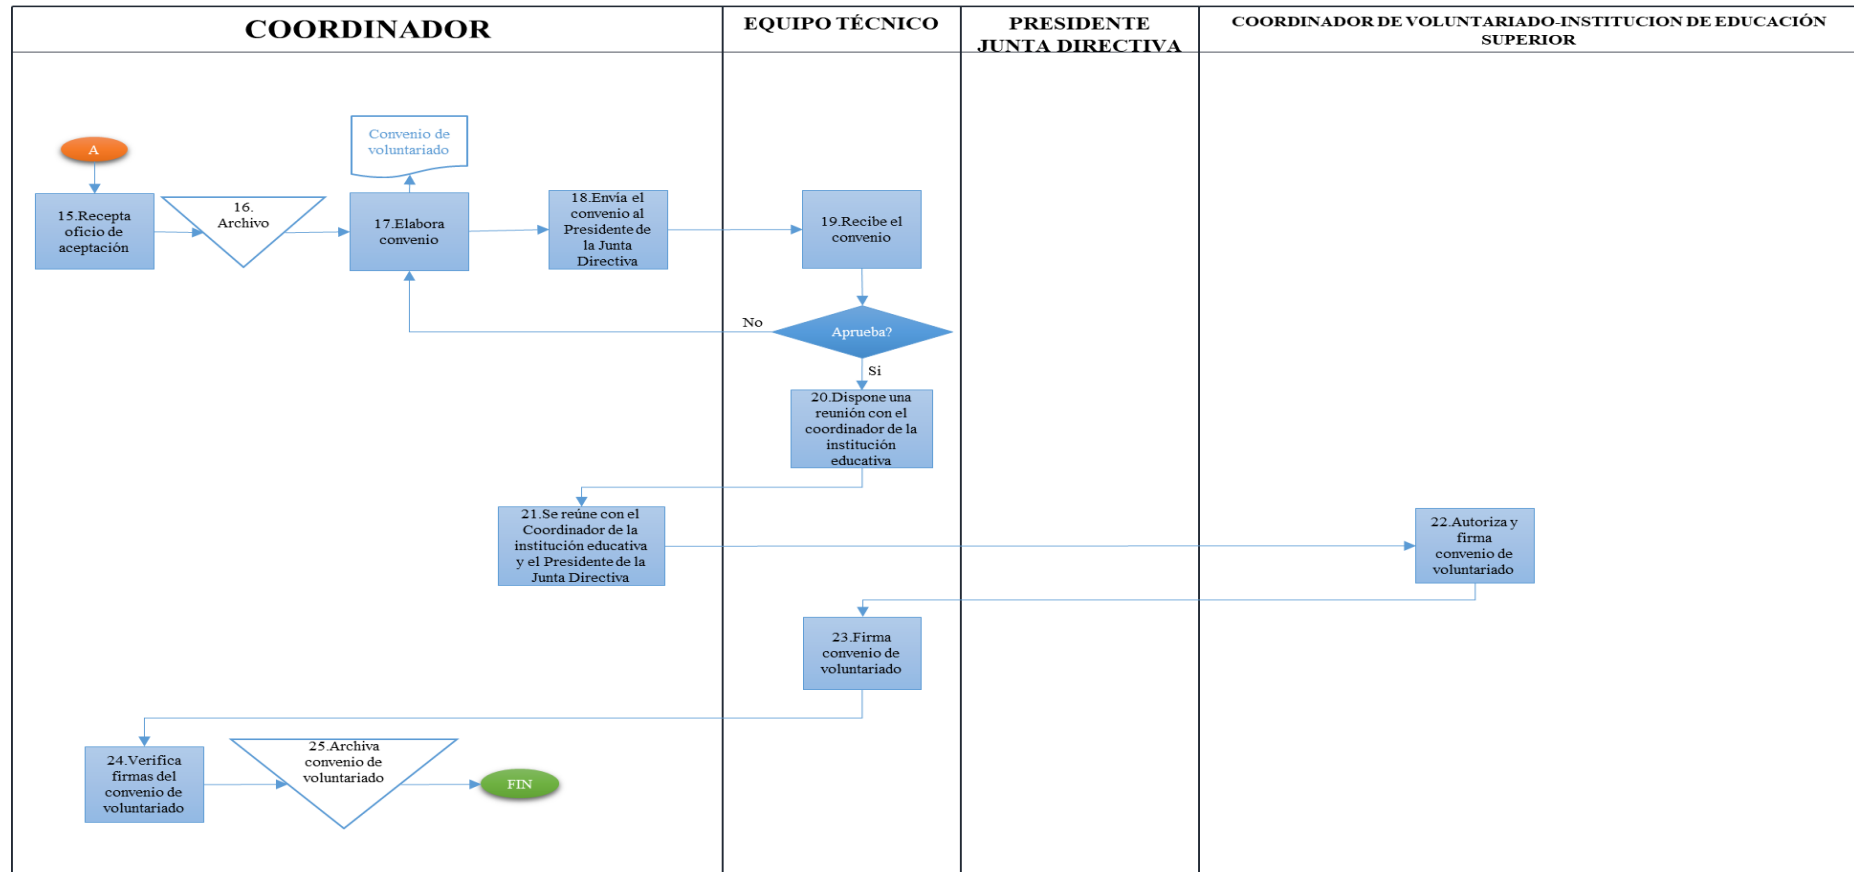 COORDINADOR
EQUIPO TÉCNICO
PRESIDENTE
JUNTA DIRECTIVA
COORDINADOR DE VOLUNTARIADO-INSTITUCION DE EDUCACIÓN
SUPERIOR
A
Convenio de
voluntariado
15.Recepta
oficio de
aceptación
16.
Archivo
17.Elabora
convenio
18.Envía el
convenio al
Presidente de
la Junta
Directiva
19.Recibe el
convenio
No
Aprueba?
Si
20.Dispone una
reunión con el
coordinador de la
institución
educativa
21.Se reúne con el
Coordinador de la
institución educativa
y el Presidente de la
Junta Directiva
22.Autoriza y
firma
convenio de
voluntariado
23.Firma
convenio de
voluntariado
24.Verifica
firmas del
convenio de
voluntariado
25.Archiva
convenio de
voluntariado
FIN